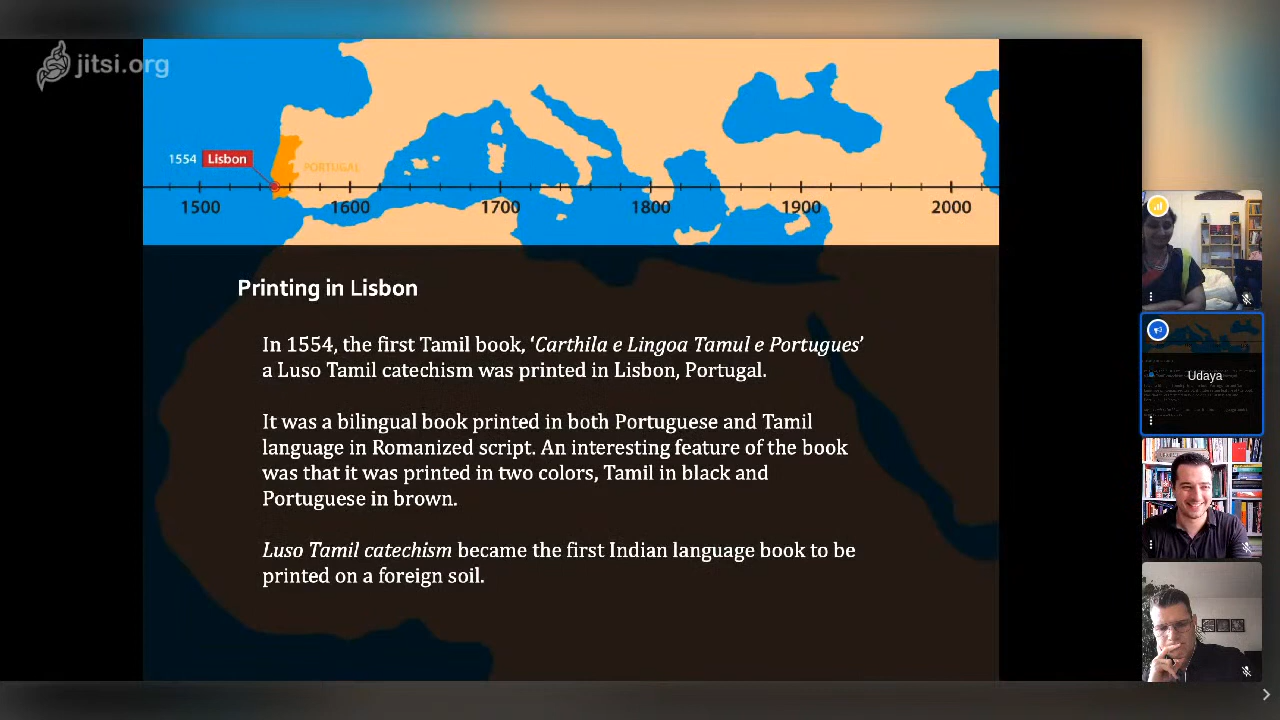 jitsi.org
1554 Lisbon
PORTUGAL
1500 1600 1700 1800 1900 2000
Printing in Lisbon
In 1554, the first Tamil book, ‘Carthila e Lingoa Tamul e Portugues’
a Luso Tamil catechism was printed in Lisbon, Portugal.
It was a bilingual book printed in both Portuguese and Tamil
language in Romanized script. An interesting feature of the book
was that it was printed in two colors, Tamil in black and
Portuguese in brown.
Luso Tamil catechism became the first Indian language book to be
printed on a foreign soil.
Udaya